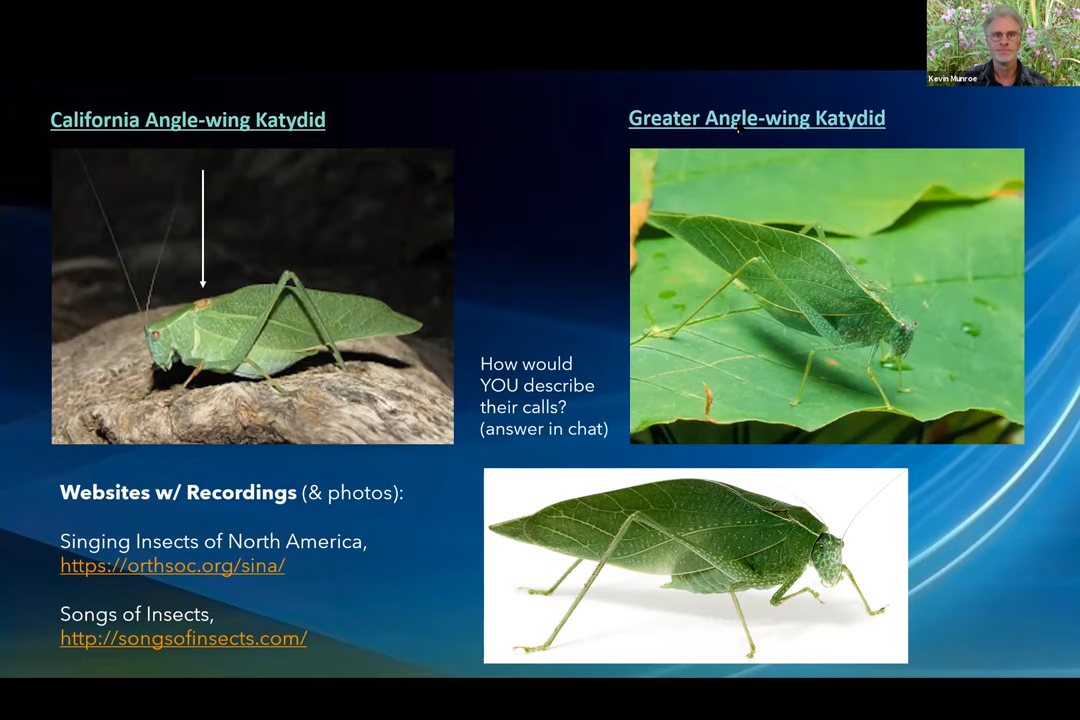 Kevin Munroe
California Angle-wing Katydid
Greater Angle-wing Katydid
How would
YOU describe
their calls?
(answer in chat)
Websites w/ Recordings (& photos):
Singing Insects of North America,
https://orthsoc.org/sina/
Songs of Insects,
http://songsofinsects.com/